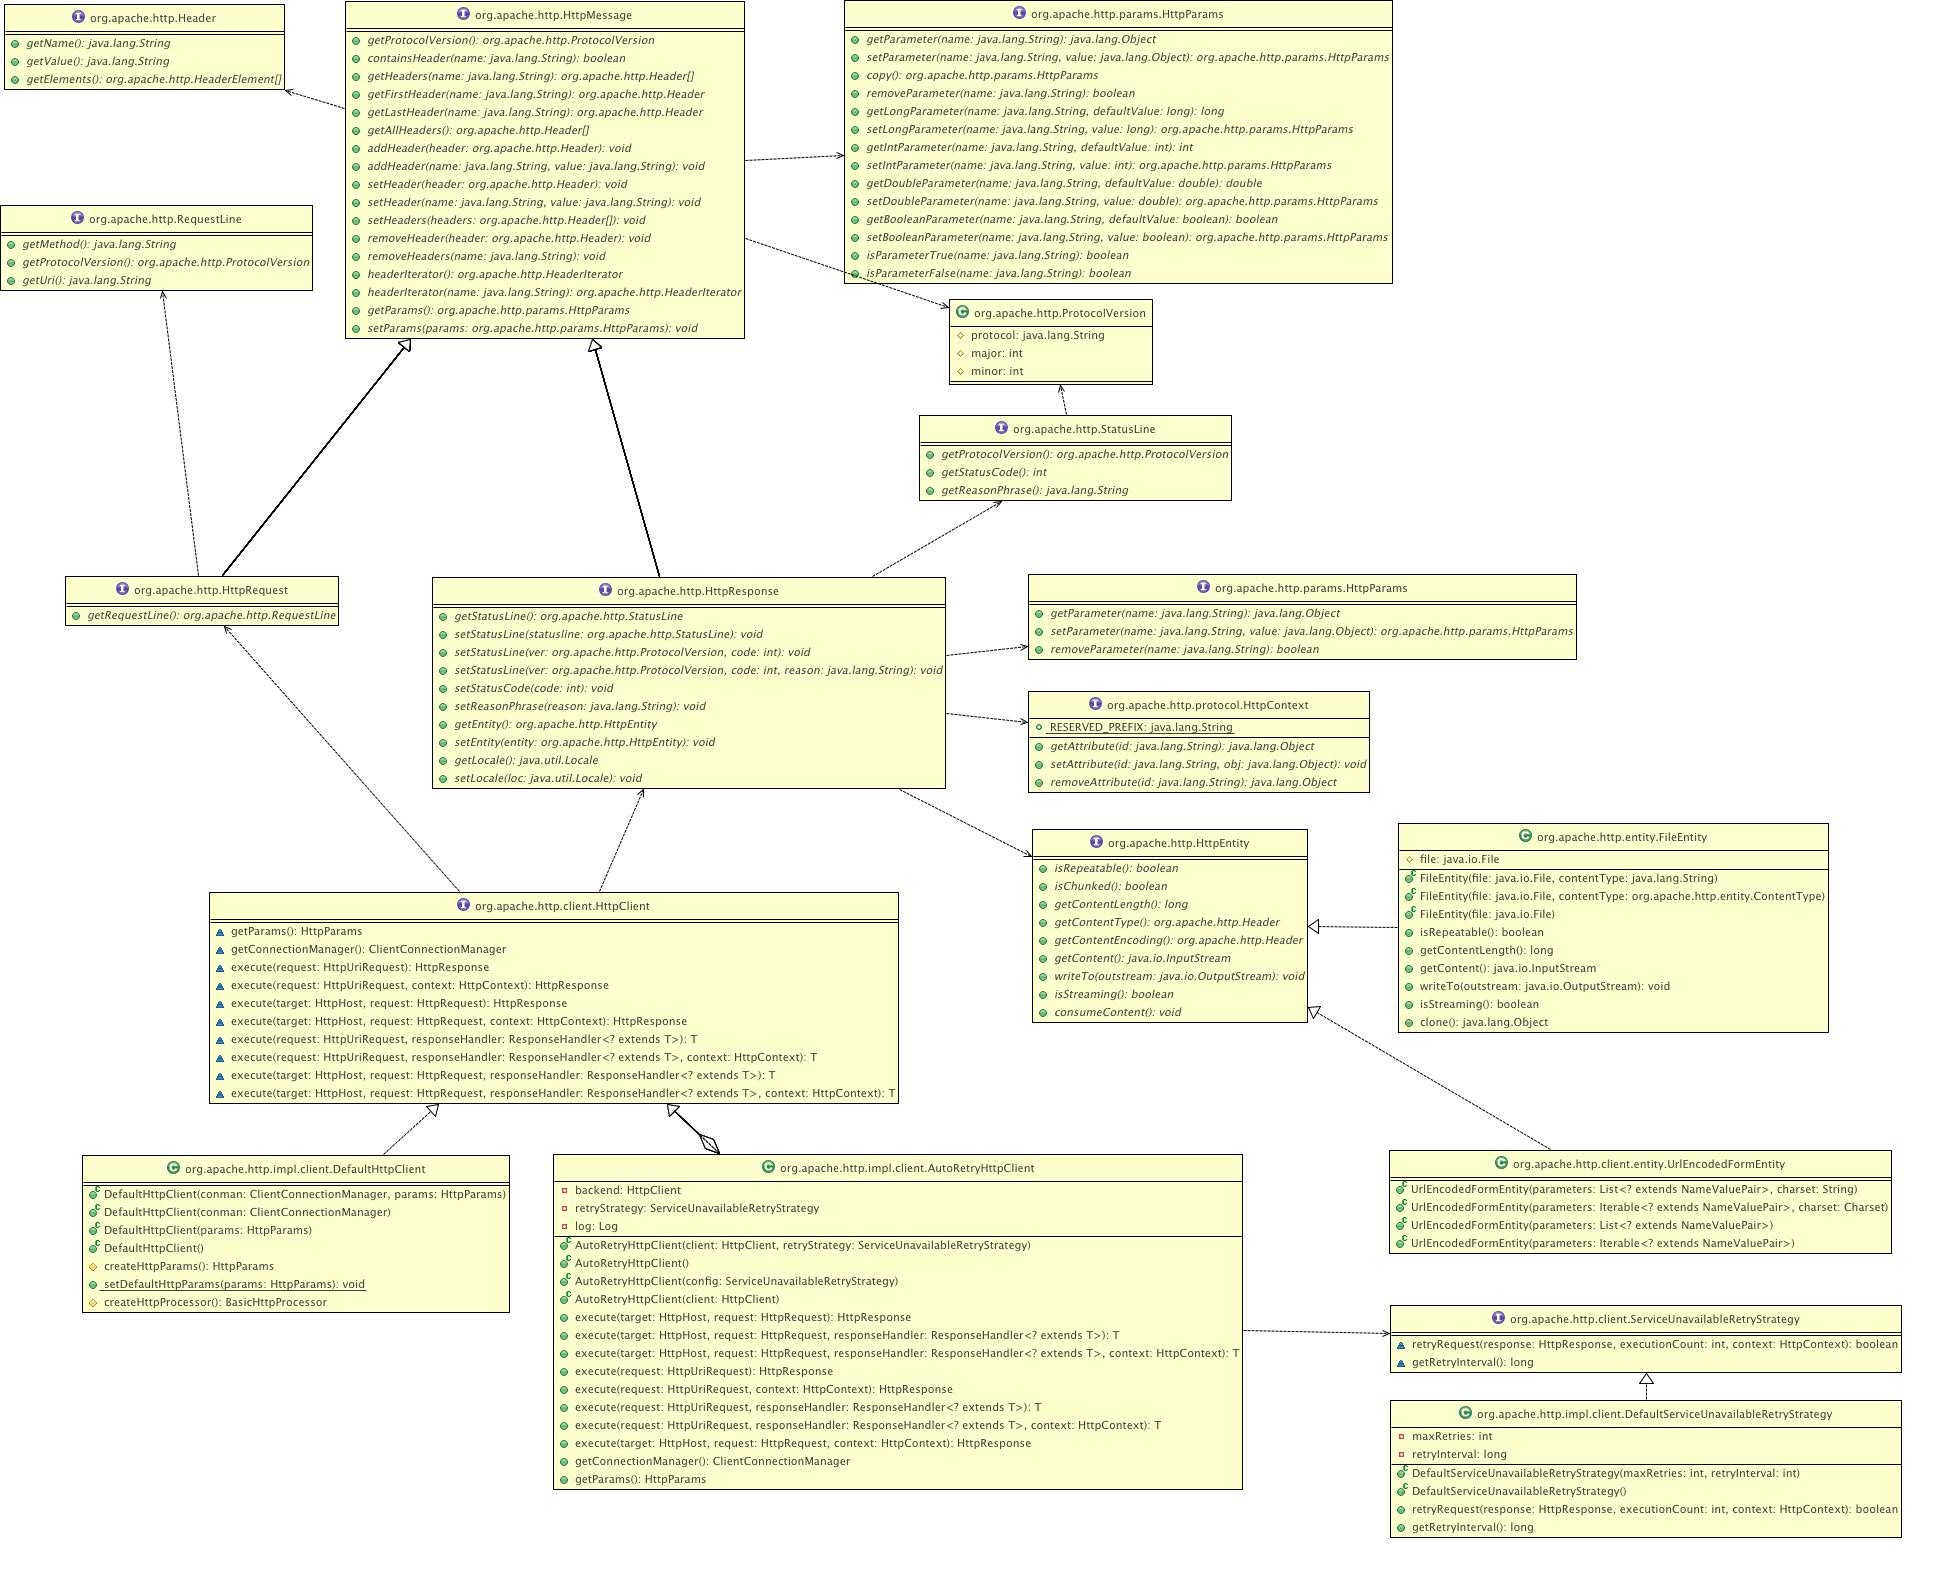 org.apache.http.Header
getName(): java.lang.String
getValue(): java.lang.String
getElements(): org.apache.http.HeaderElement[]
org.apache.http.HttpMessage
getProtocolVersion(): org.apache.http.ProtocolVersion
containsHeader(name: java.lang.String): boolean
getHeaders(name: java.lang.String): org.apache.http.Header[]
getFirstHeader(name: java.lang.String): org.apache.http.Header
getLastHeader(name: java.lang.String): org.apache.http.Header
getAllHeaders(): org.apache.http.Header[]
addHeader(header: org.apache.http.Header): void
addHeader(name: java.lang.String, value: java.lang.String): void
setHeader(header: org.apache.http.Header): void
setHeader(name: java.lang.String, value: java.lang.String): void
setHeaders(headers: org.apache.http.Header[]): void
removeHeader(header: org.apache.http.Header): void
removeHeaders(name: java.lang.String): void
headerIterator(): org.apache.http.HeaderIterator
headerIterator(name: java.lang.String): org.apache.http.HeaderIterator
getParams(): org.apache.http.params.HttpParams
setParams(params: org.apache.http.params.HttpParams): void
org.apache.http.params.HttpParams
getParameter(name: java.lang.String): java.lang.Object
setParameter(name: java.lang.String, value: java.lang.Object): org.apache.http.params.HttpParams
copy(): org.apache.http.params.HttpParams
removeParameter(name: java.lang.String): boolean
getLongParameter(name: java.lang.String, defaultValue: long): long
setLongParameter(name: java.lang.String, value: long): org.apache.http.params.HttpParams
getIntParameter(name: java.lang.String, defaultValue: int): int
setIntParameter(name: java.lang.String, value: int): org.apache.http.params.HttpParams
getDoubleParameter(name: java.lang.String, defaultValue: double): double
setDoubleParameter(name: java.lang.String, value: double): org.apache.http.params.HttpParams
getBooleanParameter(name: java.lang.String, defaultValue: boolean): boolean
setBooleanParameter(name: java.lang.String, value: boolean): org.apache.http.params.HttpParams
isParameterTrue(name: java.lang.String): boolean
isParameterFalse(name: java.lang.String): boolean
org.apache.http.RequestLine
getMethod(): java.lang.String
getProtocolVersion(): org.apache.http.ProtocolVersion
getUri(): java.lang.String
org.apache.http.ProtocolVersion
protocol: java.lang.String
major: int
minor: int
org.apache.http.StatusLine
getProtocolVersion(): org.apache.http.ProtocolVersion
getStatusCode(): int
getReasonPhrase(): java.lang.String
org.apache.http.HttpRequest
getRequestLine(): org.apache.http.RequestLine
org.apache.http.HttpResponse
getStatusLine(): org.apache.http.StatusLine
setStatusLine(statusline: org.apache.http.StatusLine): void
setStatusLine(ver: org.apache.http.ProtocolVersion, code: int): void
setStatusLine(ver: org.apache.http.ProtocolVersion, code: int, reason: java.lang.String): void
setStatusCode(code: int): void
setReasonPhrase(reason: java.lang.String): void
getEntity(): org.apache.http.HttpEntity
setEntity(entity: org.apache.http.HttpEntity): void
getLocale(): java.util.Locale
setLocale(loc: java.util.Locale): void
org.apache.http.params.HttpParams
getParameter(name: java.lang.String): java.lang.Object
setParameter(name: java.lang.String, value: java.lang.Object): org.apache.http.params.HttpParams
removeParameter(name: java.lang.String): boolean
org.apache.http.protocol.HttpContext
RESERVED_PREFIX: java.lang.String
getAttribute(id: java.lang.String): java.lang.Object
setAttribute(id: java.lang.String, obj: java.lang.Object): void
removeAttribute(id: java.lang.String): java.lang.Object
org.apache.http.HttpEntity
isRepeatable(): boolean
isChunked(): boolean
getContentLength(): long
getContentType(): org.apache.http.Header
getContentEncoding(): org.apache.http.Header
getContent(): java.io.InputStream
writeTo(outstream: java.io.OutputStream): void
isStreaming(): boolean
consumeContent(): void
org.apache.http.entity.FileEntity
file: java.io.File
FileEntity(file: java.io.File, contentType: java.lang.String)
FileEntity(file: java.io.File, contentType: org.apache.http.entity.ContentType)
FileEntity(file: java.io.File)
isRepeatable(): boolean
getContentLength(): long
getContent(): java.io.InputStream
writeTo(outstream: java.io.OutputStream): void
isStreaming(): boolean
clone(): java.lang.Object
org.apache.http.client.HttpClient
getParams(): HttpParams
getConnectionManager(): ClientConnectionManager
execute(request: HttpUriRequest): HttpResponse
execute(request: HttpUriRequest, context: HttpContext): HttpResponse
execute(target: HttpHost, request: HttpRequest): HttpResponse
execute(target: HttpHost, request: HttpRequest, context: HttpContext): HttpResponse
execute(request: HttpUriRequest, responseHandler: ResponseHandler<? extends T>): T
execute(request: HttpUriRequest, responseHandler: ResponseHandler<? extends T>, context: HttpContext): T
execute(target: HttpHost, request: HttpRequest, responseHandler: ResponseHandler<? extends T>): T
execute(target: HttpHost, request: HttpRequest, responseHandler: ResponseHandler<? extends T>, context: HttpContext): T
org.apache.http.impl.client.DefaultHttpClient
DefaultHttpClient(conman: ClientConnectionManager, params: HttpParams)
DefaultHttpClient(conman: ClientConnectionManager)
DefaultHttpClient(params: HttpParams)
DefaultHttpClient()
createHttpParams(): HttpParams
setDefaultHttpParams(params: HttpParams): void
createHttpProcessor(): BasicHttpProcessor
org.apache.http.impl.client.AutoRetryHttpClient
backend: HttpClient
retryStrategy: ServiceUnavailableRetryStrategy
log: Log
AutoRetryHttpClient(client: HttpClient, retryStrategy: ServiceUnavailableRetryStrategy)
AutoRetryHttpClient()
AutoRetryHttpClient(config: ServiceUnavailableRetryStrategy)
AutoRetryHttpClient(client: HttpClient)
execute(target: HttpHost, request: HttpRequest): HttpResponse
execute(target: HttpHost, request: HttpRequest, responseHandler: ResponseHandler<? extends T>): T
execute(target: HttpHost, request: HttpRequest, responseHandler: ResponseHandler<? extends T>, context: HttpContext): T
execute(request: HttpUriRequest): HttpResponse
execute(request: HttpUriRequest, context: HttpContext): HttpResponse
execute(request: HttpUriRequest, responseHandler: ResponseHandler<? extends T>): T
execute(request: HttpUriRequest, responseHandler: ResponseHandler<? extends T>, context: HttpContext): T
execute(target: HttpHost, request: HttpRequest, context: HttpContext): HttpResponse
getConnectionManager(): ClientConnectionManager
getParams(): HttpParams
org.apache.http.client.entity.UrlEncodedFormEntity
UrlEncodedFormEntity(parameters: List<? extends NameValuePair>, charset: String)
UrlEncodedFormEntity(parameters: Iterable<? extends NameValuePair>, charset: Charset)
UrlEncodedFormEntity(parameters: List<? extends NameValuePair>)
UrlEncodedFormEntity(parameters: Iterable<? extends NameValuePair>)
org.apache.http.client.ServiceUnavailableRetryStrategy
retryRequest(response: HttpResponse, executionCount: int, context: HttpContext): boolean
getRetryInterval(): long
org.apache.http.impl.client.DefaultServiceUnavailableRetryStrategy
maxRetries: int
retryInterval: long
DefaultServiceUnavailableRetryStrategy(maxRetries: int, retryInterval: int)
DefaultServiceUnavailableRetryStrategy()
retryRequest(response: HttpResponse, executionCount: int, context: HttpContext): boolean
getRetryInterval(): long